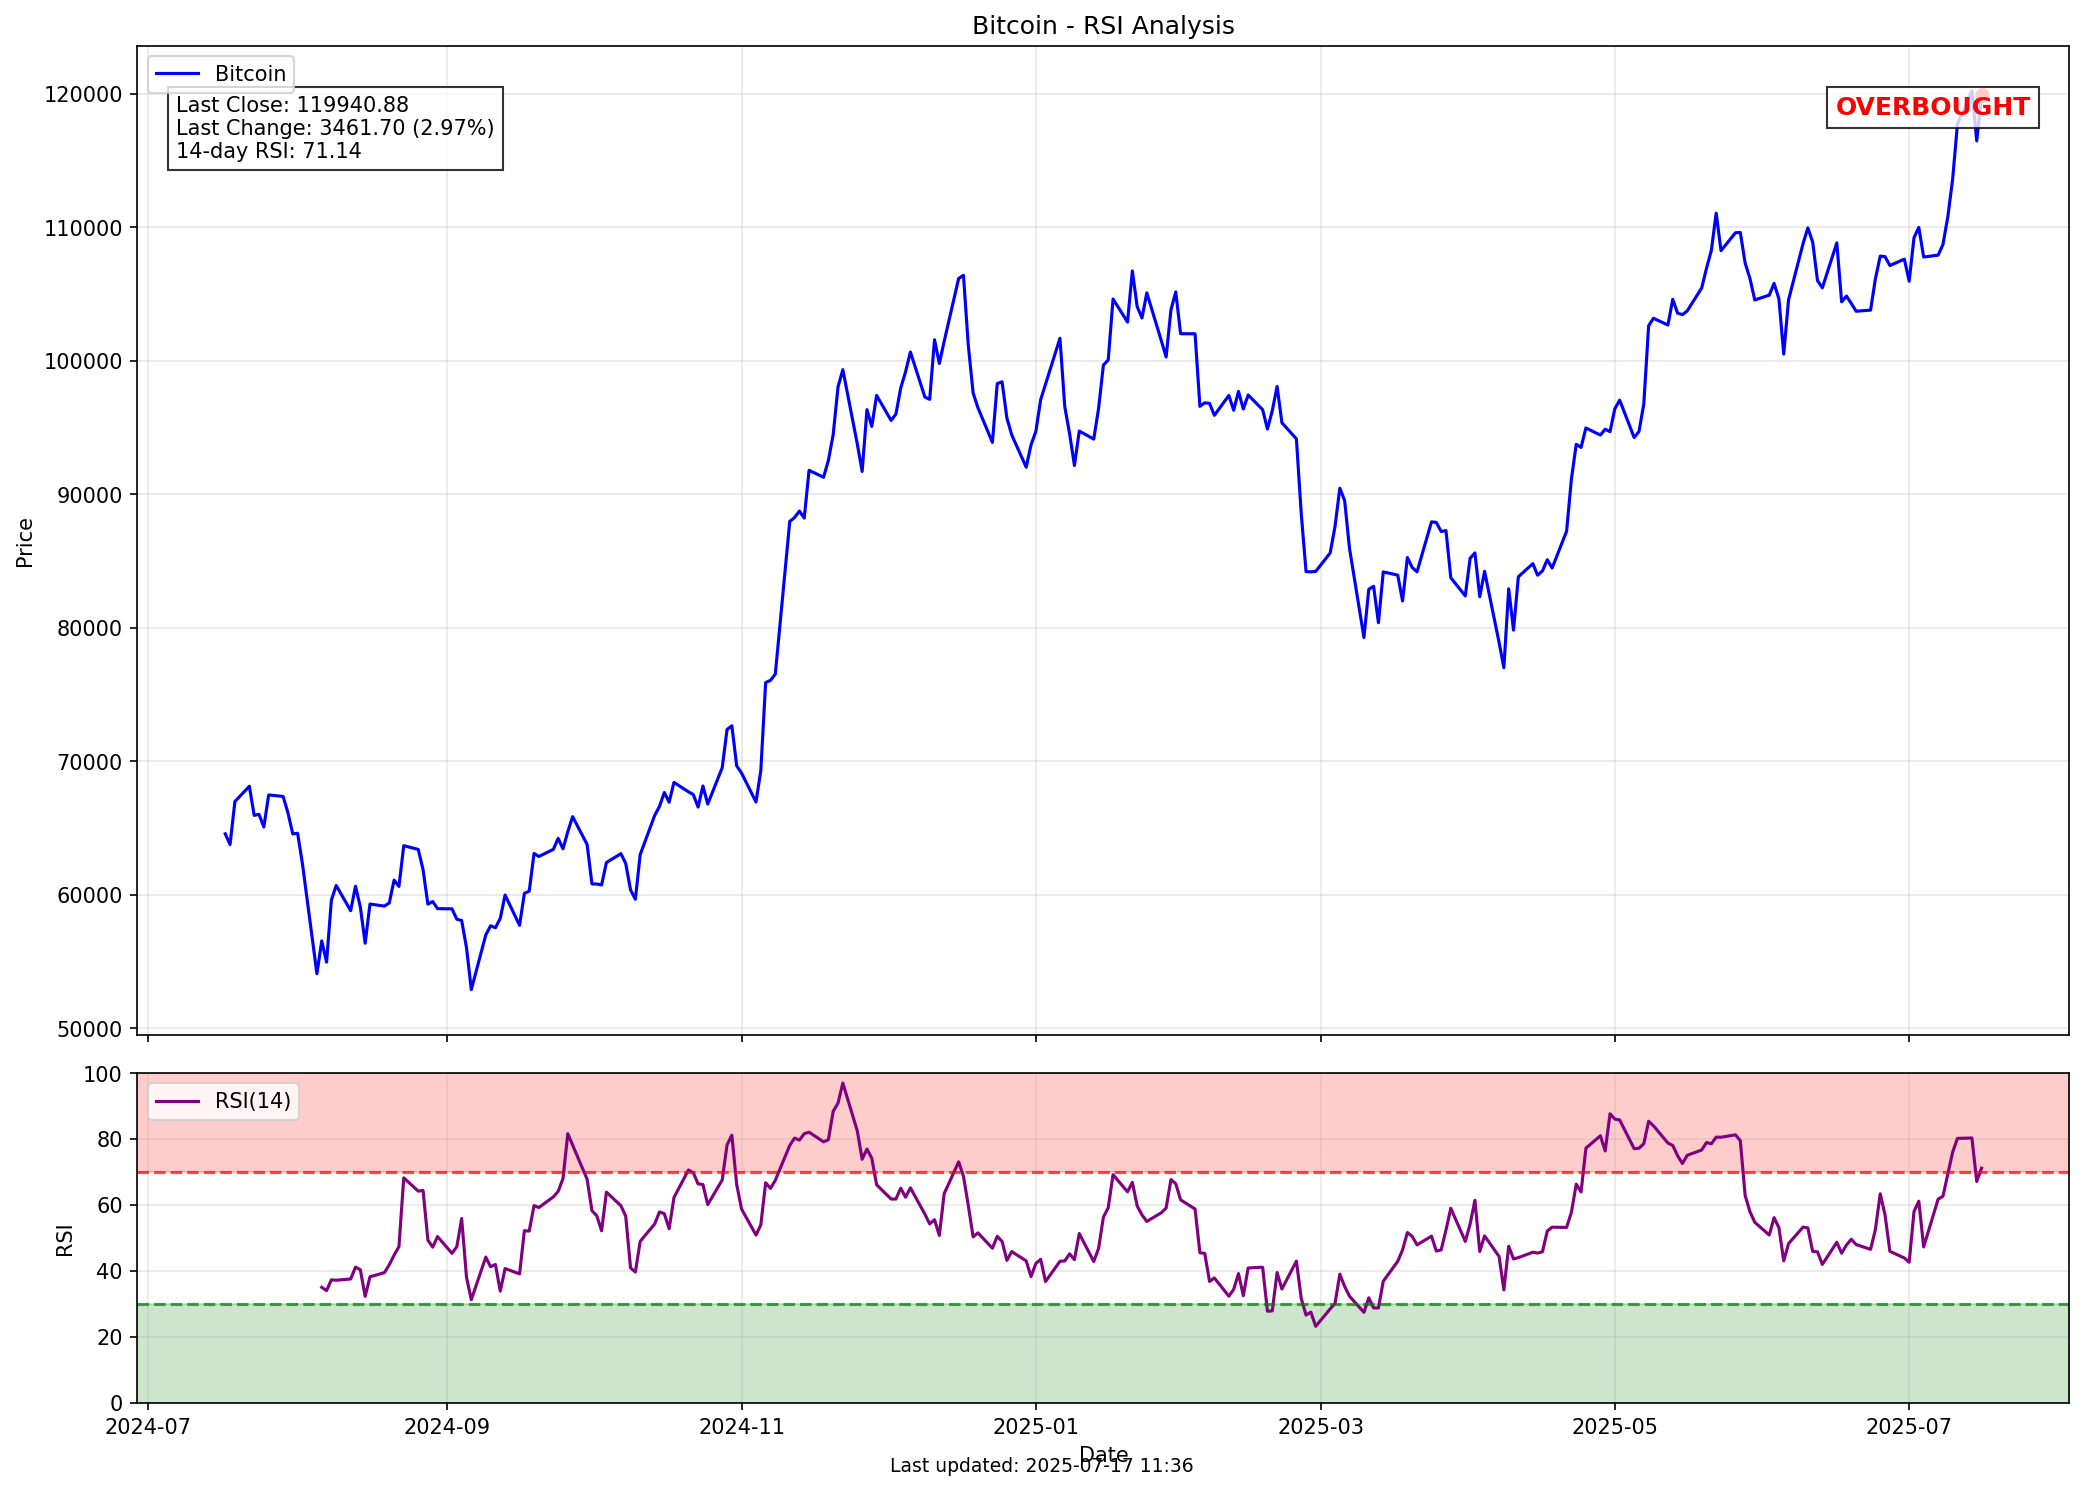 Bitcoin - RSI Analysis
Bitcoin
Last Close: 119940.88
Last Change: 3461.70 (2.97%)
14-day RSI: 71.14
OVERBOUGHT
120000
110000
100000
90000
80000
70000
60000
50000
Price
RSI(14)
100
80
60
40
20
0
RSI
2024-07 2024-09 2024-11 2025-01 2025-03 2025-05 2025-07
Date
Last updated: 2025-07-17 11:36